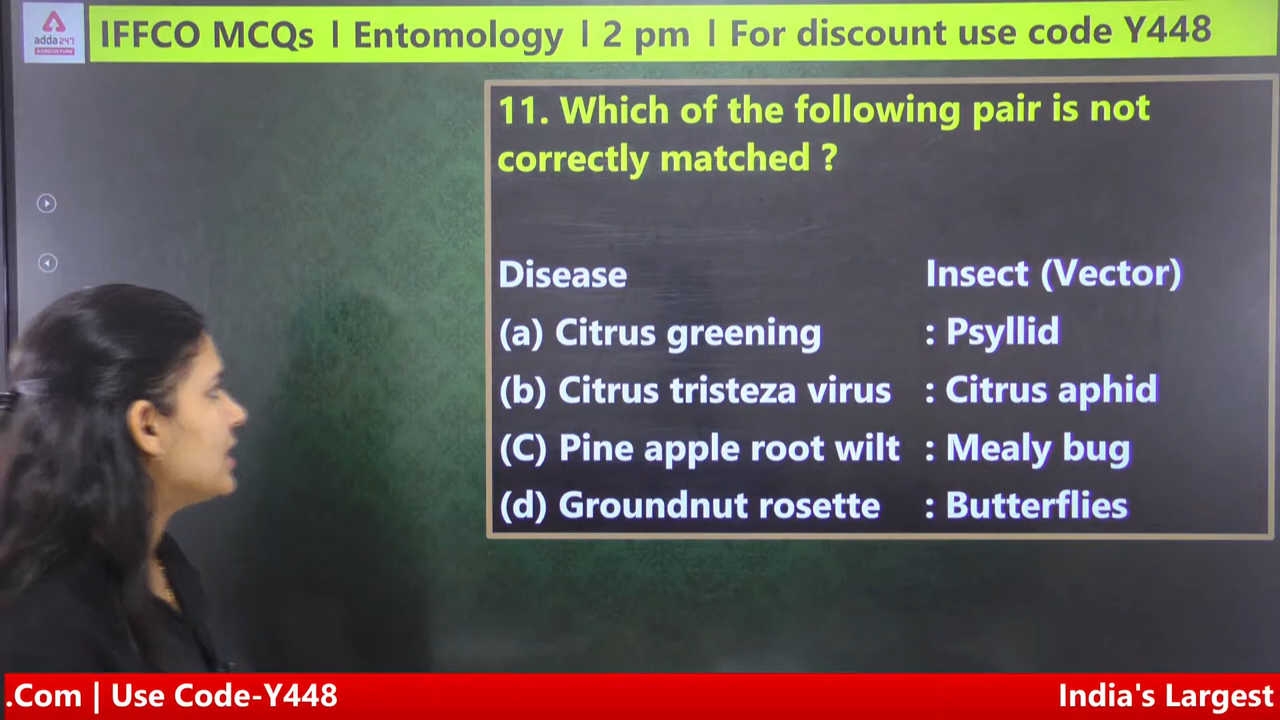 adda247
AGRICULTURE
IFFCO MCQs I Entomology I 2 pm I For discount use code Y448
11. Which of the following pair is not
correctly matched ?
Disease Insect (Vector)
(a) Citrus greening : Psyllid
(b) Citrus tristeza virus : Citrus aphid
(C) Pine apple root wilt : Mealy bug
(d) Groundnut rosette : Butterflies
.Com | Use Code-Y448 India's Largest